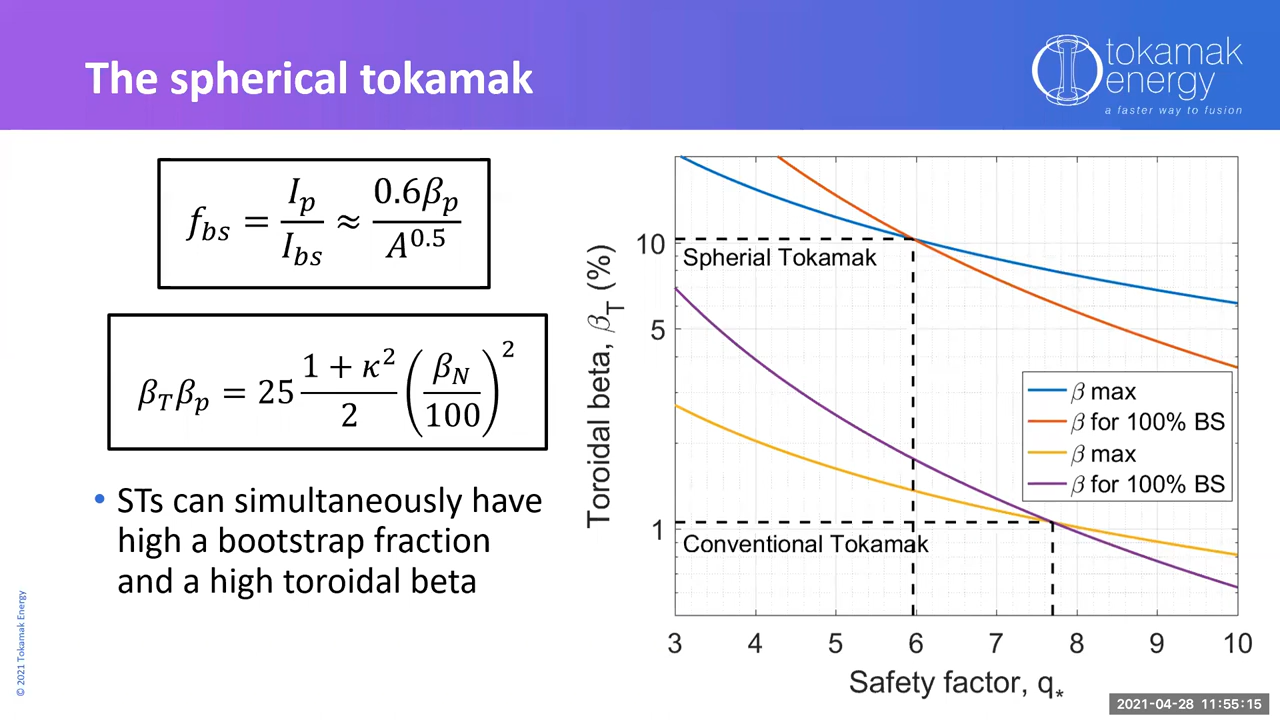 The spherical tokamak
tokamak
energy
a faster way to fusion
f_bs = I_p / I_bs ≈ 0.6β_p / A^0.5
β_Tβ_p = 25 (1 + κ²)/2 (β_N/100)²
• STs can simultaneously have
high a bootstrap fraction
and a high toroidal beta
© 2021 Tokamak Energy
Toroidal beta, β_T (%)
10
5
1
Spherial Tokamak
Conventional Tokamak
β max
β for 100% BS
β max
β for 100% BS
3 4 5 6 7 8 9 10
Safety factor, q_*
2021-04-28 11:55:15